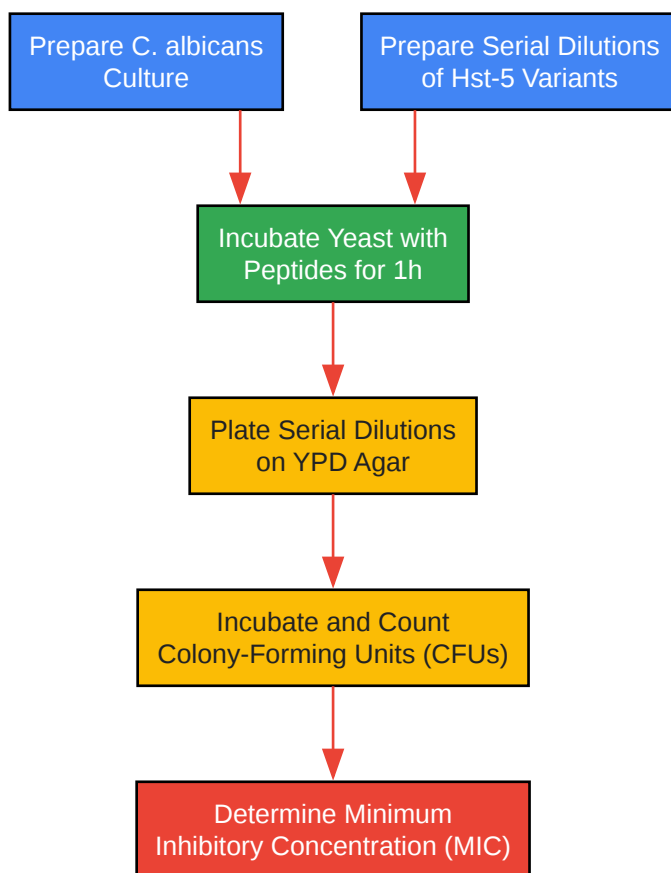 Prepare C. albicans
Culture
Prepare Serial Dilutions
of Hst-5 Variants
Incubate Yeast with
Peptides for 1h
Plate Serial Dilutions
on YPD Agar
Incubate and Count
Colony-Forming Units (CFUs)
Determine Minimum
Inhibitory Concentration (MIC)